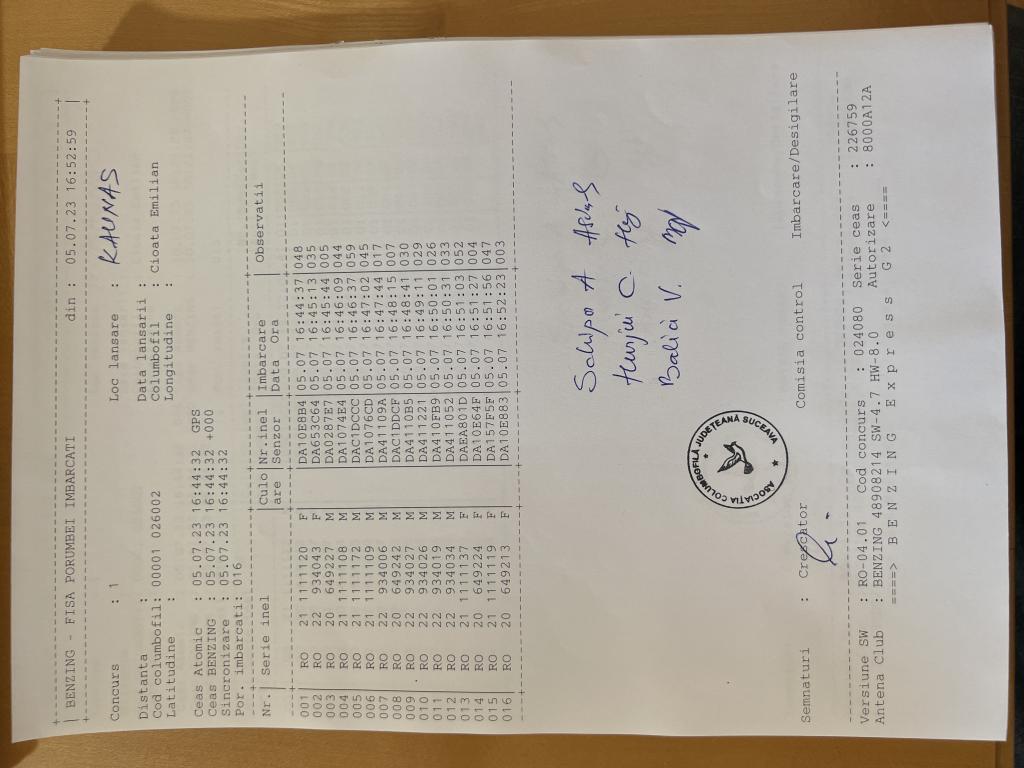 BENZING - FISA PORUMBEI IMBARCATI din : 05.07.23 16:52:59
Concurs : 1 Loc lansare : KAUNAS
Distanta : Data lansarii :
Cod columbofil: 00001 026002 Columbofil : Cioata Emilian
Latitudine : Longitudine :
Ceas Atomic : 05.07.23 16:44:32 GPS
Ceas BENZING : 05.07.23 16:44:32 +000
Sincronizare : 05.07.23 16:44:32
Por. imbarcati: 016
Nr.| Serie inel |Culo|Nr.inel |Imbarcare |Observatii
|are |Senzor |Data Ora
001 RO 21 1111120 F DA10E8B4 05.07 16:44:37 048
002 RO 22 934043 F DA653C64 05.07 16:45:13 035
003 RO 20 649227 M DA0287E7 05.07 16:45:44 005
004 RO 21 1111108 M DA1074E4 05.07 16:46:09 044
005 RO 21 1111172 M DAC1DCCC 05.07 16:46:37 050
006 RO 21 1111109 M DA1076CD 05.07 16:47:02 045
007 RO 22 934006 M DA41109A 05.07 16:47:44 017
008 RO 20 649242 M DAC1DDCF 05.07 16:48:15 007
009 RO 22 934027 M DA4110B5 05.07 16:48:41 030
010 RO 22 934026 M DA411221 05.07 16:49:11 029
011 RO 22 934019 M DA410FB9 05.07 16:50:01 026
012 RO 22 934034 M DA411052 05.07 16:50:31 033
013 RO 21 1111137 F DAEA801D 05.07 16:51:03 052
014 RO 20 649224 F DA10E64D 05.07 16:51:27 004
015 RO 21 1111119 F DA157F5F 05.07 16:51:56 047
016 RO 20 649213 F DA10E883 05.07 16:52:23 003
A
C
V.
ASOCIAȚIA COLUMBOFILĂ JUDEȚEANĂ SUCEAVA
Semnaturi : Crescator Comisia control Imbarcare/Desigilare
Versiune SW : RO-04.01 Cod concurs : 024080 Serie ceas : 226759
Antena Club : BENZING 48908214 SW-4.7 HW-8.0 Autorizare : 8000A12A
====> B E N Z I N G E x p r e s s G 2 <====